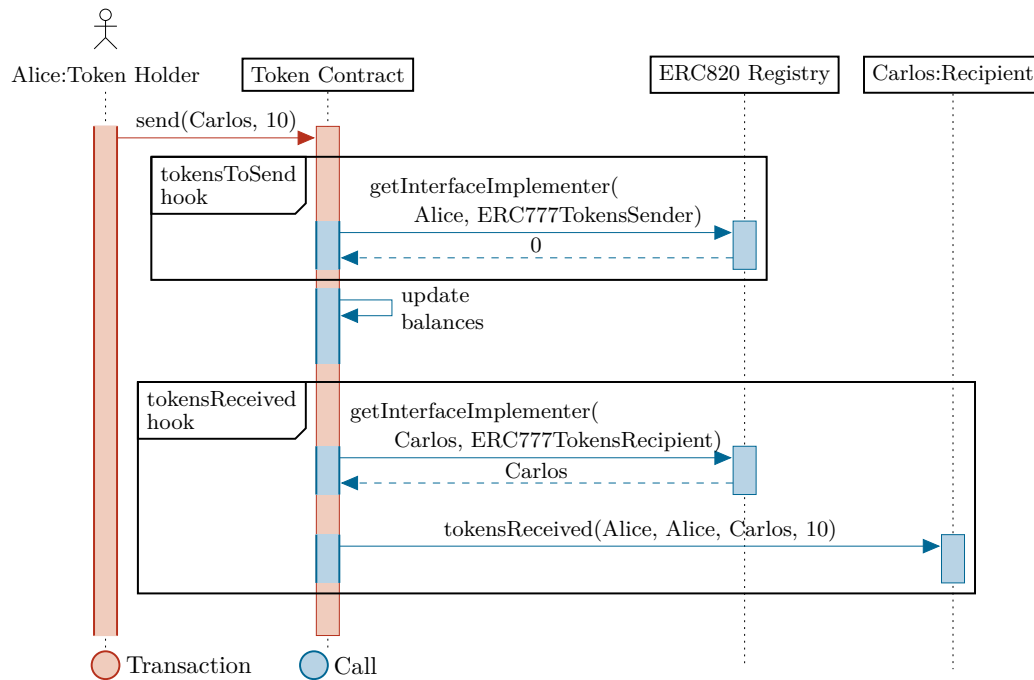 Alice:Token Holder
Token Contract
ERC820 Registry
Carlos:Recipient
send(Carlos, 10)
tokensToSend
hook
getInterfaceImplementer(
Alice, ERC777TokensSender)
0
update
balances
tokensReceived
hook
getInterfaceImplementer(
Carlos, ERC777TokensRecipient)
Carlos
tokensReceived(Alice, Alice, Carlos, 10)
Transaction
Call